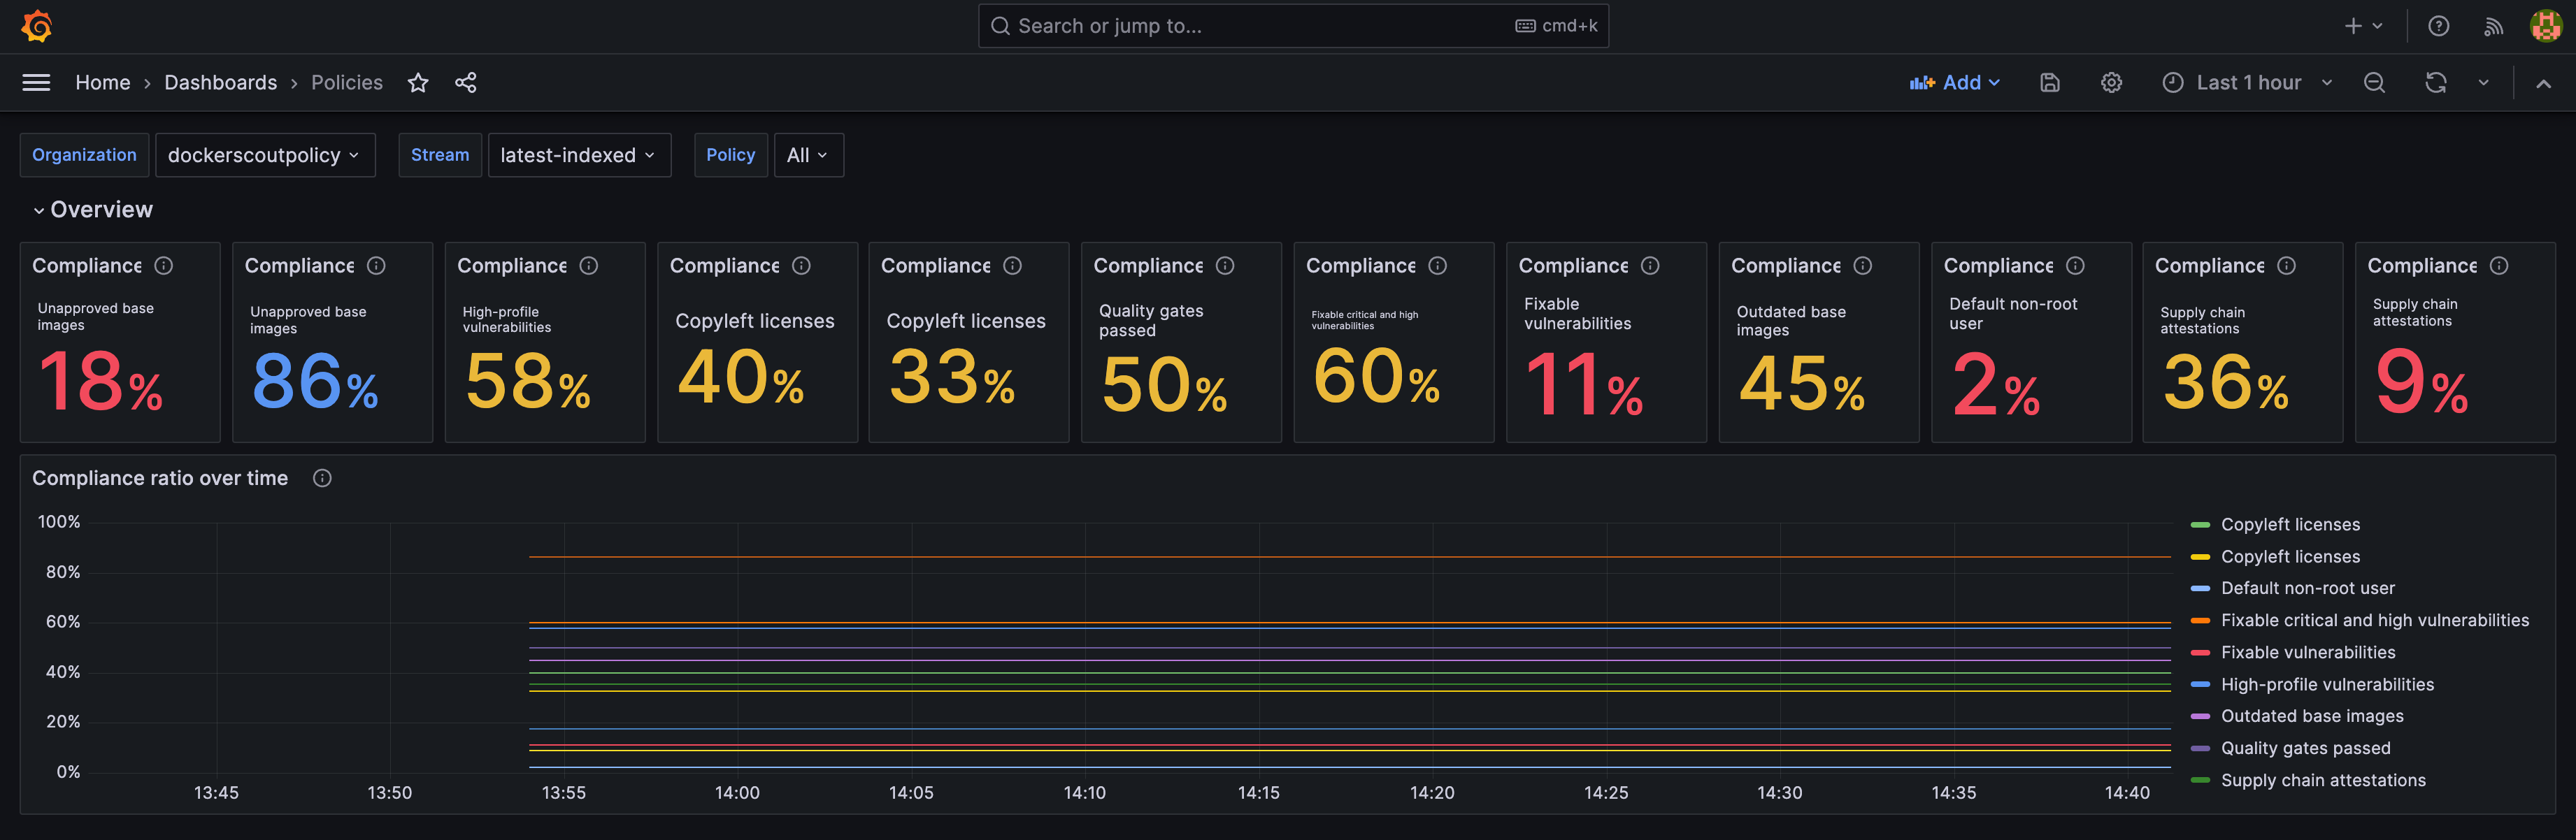 Search or jump to...
cmd+k
Home › Dashboards › Policies
Add
Last 1 hour
Organization
dockerscoutpolicy
Stream
latest-indexed
Policy
All
Overview
Compliance
Unapproved base
images
18%
Compliance
Unapproved base
images
86%
Compliance
High-profile
vulnerabilities
58%
Compliance
Copyleft licenses
40%
Compliance
Copyleft licenses
33%
Compliance
Quality gates
passed
50%
Compliance
Fixable critical and high
vulnerabilities
60%
Compliance
Fixable
vulnerabilities
11%
Compliance
Outdated base
images
45%
Compliance
Default non-root
user
2%
Compliance
Supply chain
attestations
36%
Compliance
Supply chain
attestations
9%
Compliance ratio over time
100%
80%
60%
40%
20%
0%
13:45
13:50
13:55
14:00
14:05
14:10
14:15
14:20
14:25
14:30
14:35
14:40
Copyleft licenses
Copyleft licenses
Default non-root user
Fixable critical and high vulnerabilities
Fixable vulnerabilities
High-profile vulnerabilities
Outdated base images
Quality gates passed
Supply chain attestations